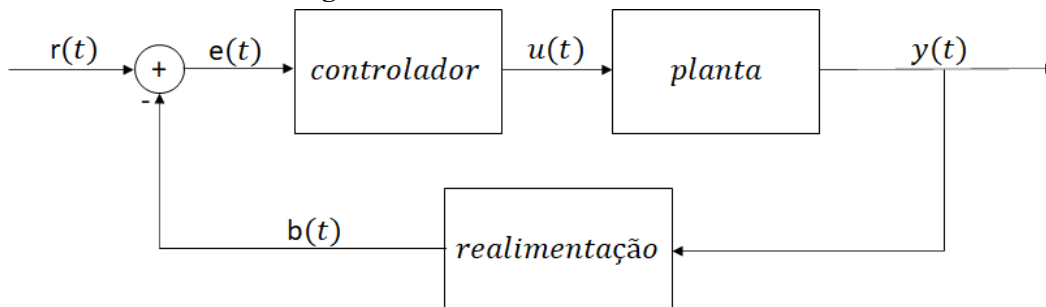 r(t)
e(t)
controlador
u(t)
planta
y(t)
+
-
b(t)
realimentação